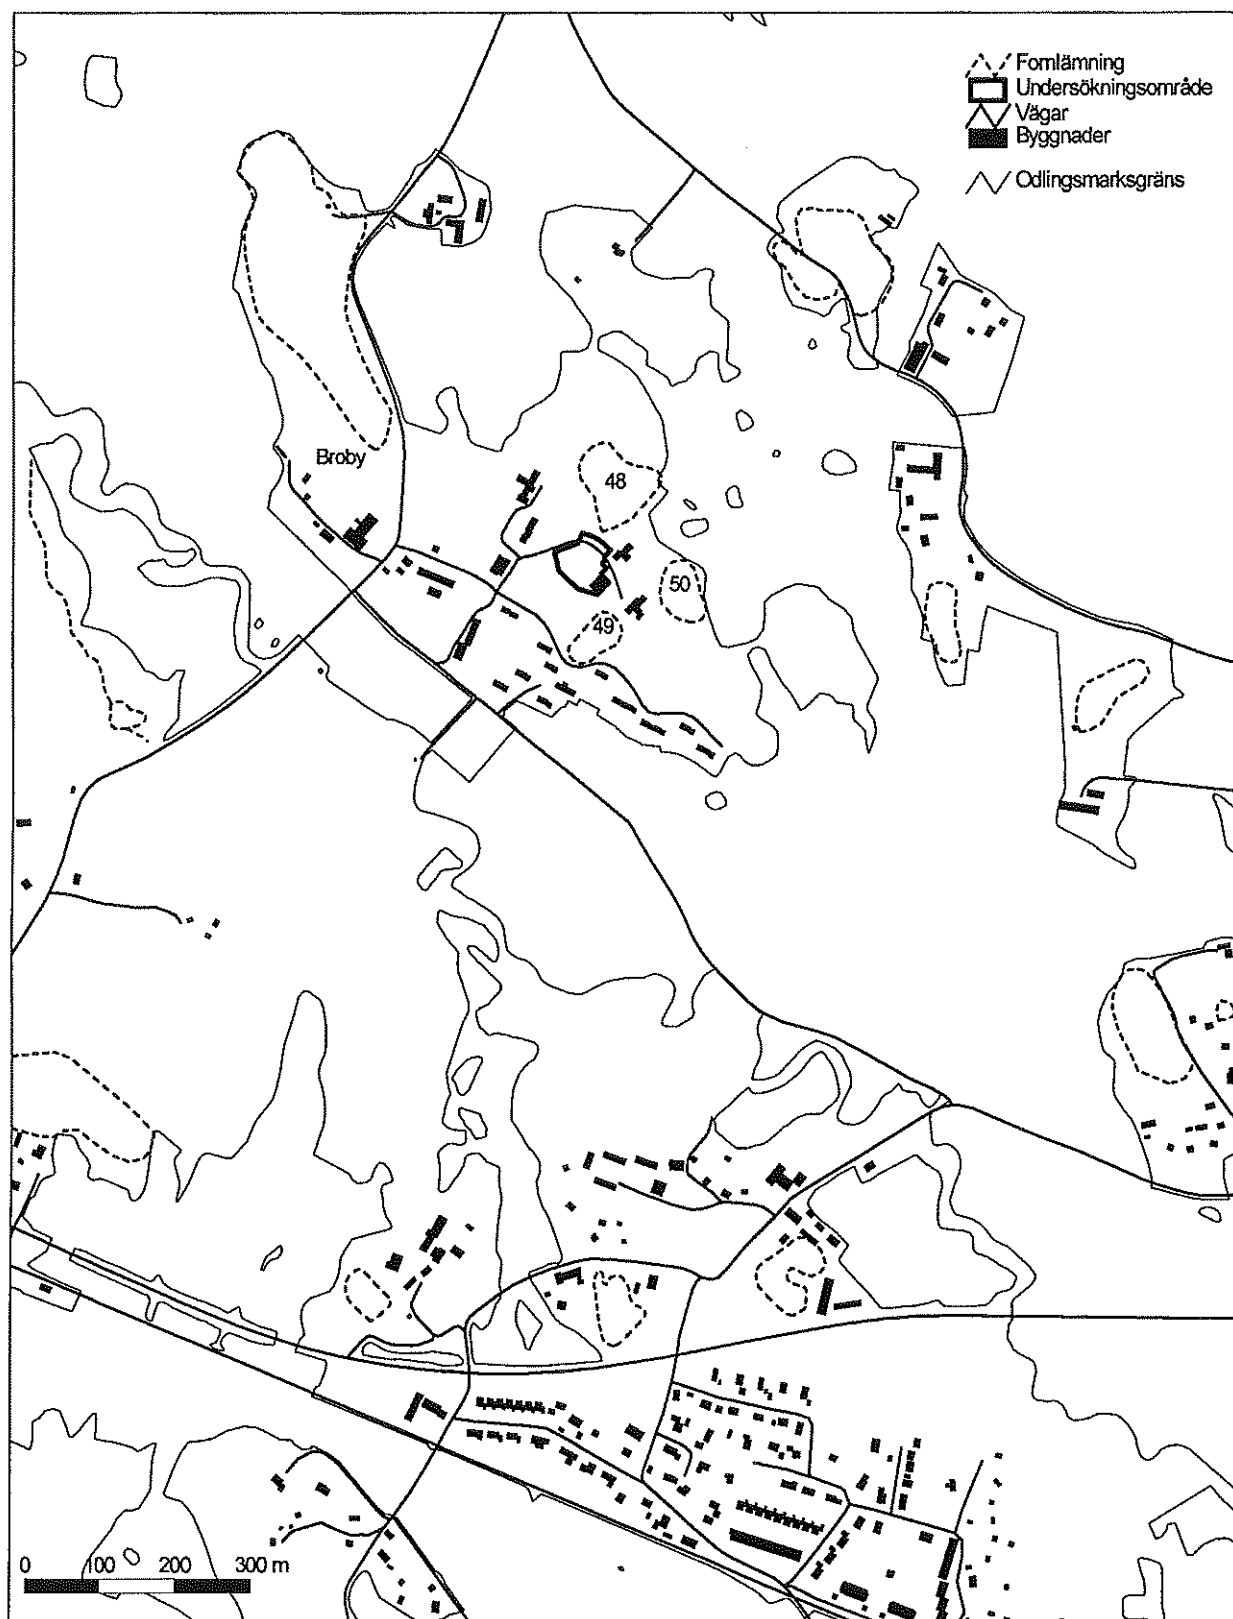 Fornlämning
Undersökningsområde
Vägar
Byggnader
Odlingsmarksgräns
Broby
48
50
49
0 100 200 300 m